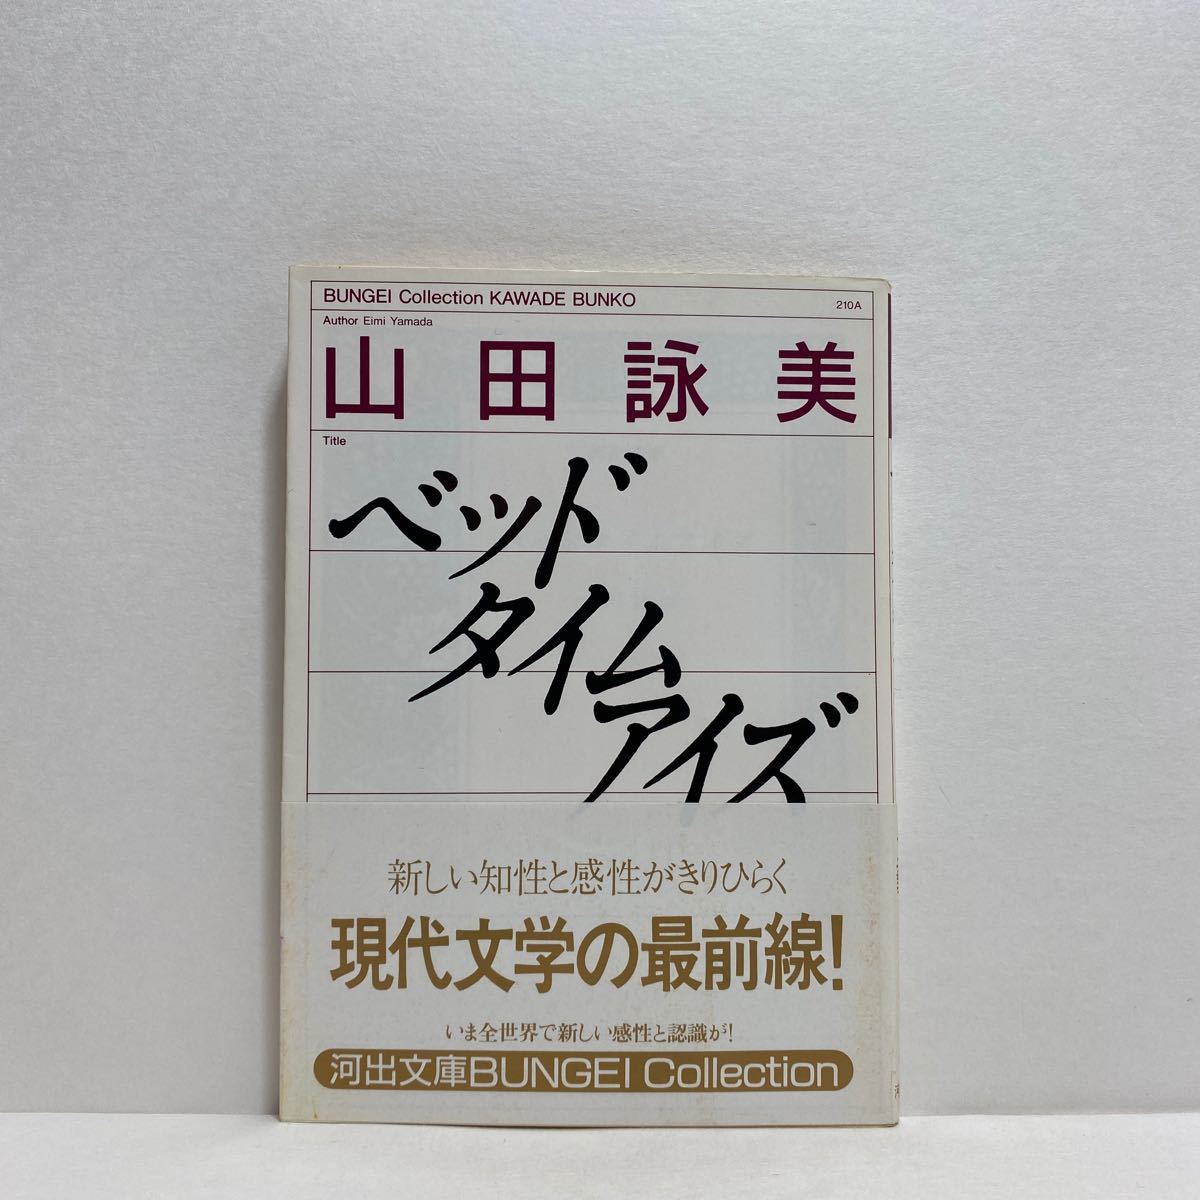 BUNGEI Collection KAWADE BUNKO
210A
Author Eimi Yamada
山田詠美
Title
ベッド
タイム
アイズ
新しい知性と感性がきりひらく
現代文学の最前線!
いま全世界で新しい感性と認識が!
河出文庫BUNGEI Collection